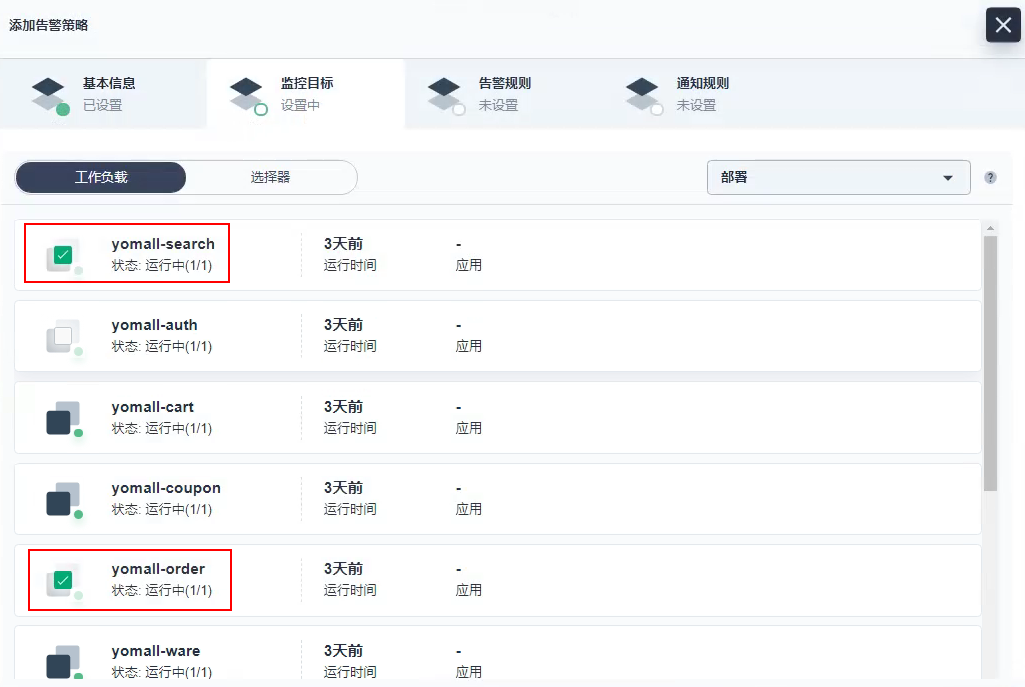 添加告警策略
基本信息
已设置
监控目标
设置中
告警规则
未设置
通知规则
未设置
工作负载
选择器
部署
?
yomall-search
状态: 运行中(1/1)
3天前
运行时间
-
应用
yomall-auth
状态: 运行中(1/1)
3天前
运行时间
-
应用
yomall-cart
状态: 运行中(1/1)
3天前
运行时间
-
应用
yomall-coupon
状态: 运行中(1/1)
3天前
运行时间
-
应用
yomall-order
状态: 运行中(1/1)
3天前
运行时间
-
应用
yomall-ware
状态: 运行中(1/1)
3天前
运行时间
-
应用